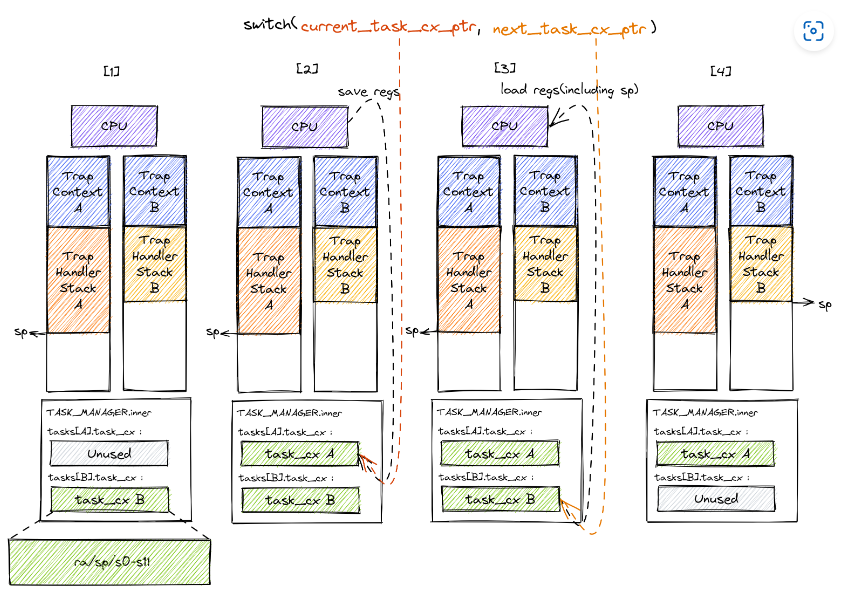 switch(current_task_cx_ptr, next_task_cx_ptr)
[1]
[2]
[3]
[4]
save regs
load regs(including sp)
CPU
CPU
CPU
CPU
Trap
Context
A
Trap
Context
B
Trap
Context
A
Trap
Context
B
Trap
Context
A
Trap
Context
B
Trap
Context
A
Trap
Context
B
Trap
Handler
Stack
A
Trap
Handler
Stack
B
Trap
Handler
Stack
A
Trap
Handler
Stack
B
Trap
Handler
Stack
A
Trap
Handler
Stack
B
Trap
Handler
Stack
A
Trap
Handler
Stack
B
sp
sp
sp
sp
TASK_MANAGER.inner
tasks[A].task_cx :
Unused
tasks[B].task_cx :
task_cx B
TASK_MANAGER.inner
tasks[A].task_cx :
task_cx A
tasks[B].task_cx :
task_cx B
TASK_MANAGER.inner
tasks[A].task_cx :
task_cx A
tasks[B].task_cx :
task_cx B
TASK_MANAGER.inner
tasks[A].task_cx :
task_cx A
tasks[B].task_cx :
Unused
ra/sp/s0-s11